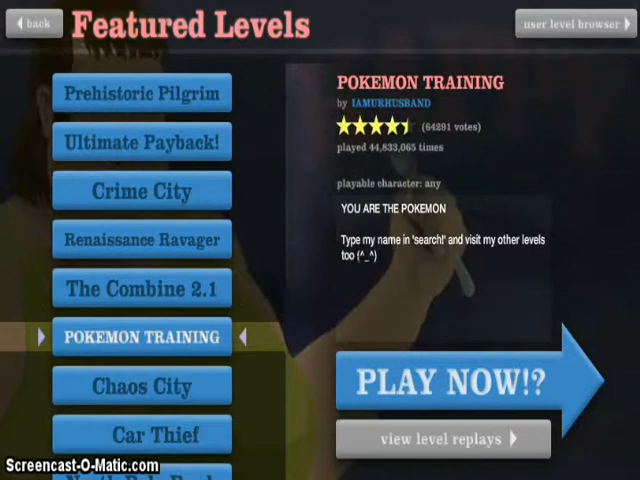 back
Featured Levels
user level browser
Prehistoric Pilgrim
Ultimate Payback!
Crime City
Renaissance Ravager
The Combine 2.1
POKEMON TRAINING
Chaos City
Car Thief
POKEMON TRAINING
by IAMURHUSBAND
(64291 votes)
played 44,833,065 times
playable character: any
YOU ARE THE POKEMON
Type my name in 'search!' and visit my other levels
too (^_^)
PLAY NOW!?
view level replays
Screencast-O-Matic.com